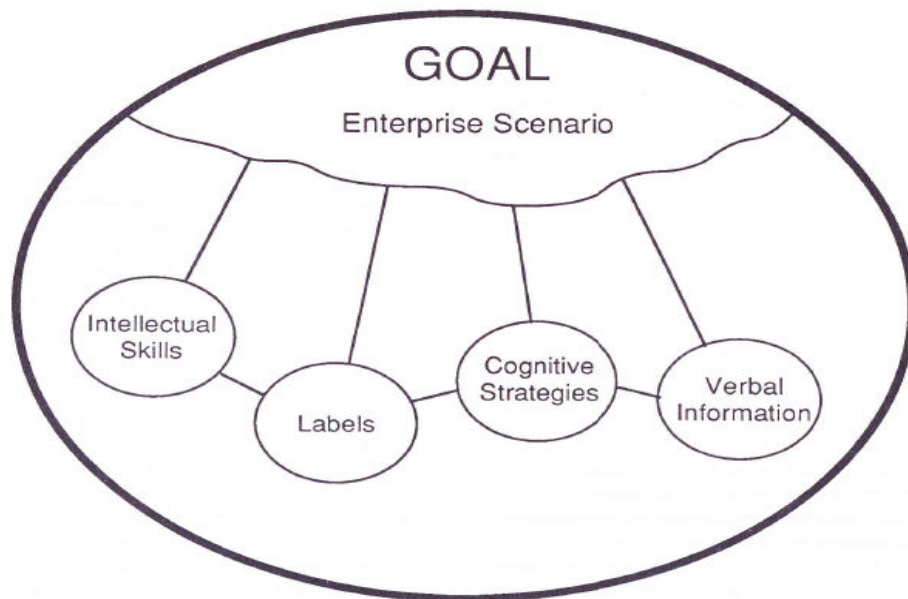 GOAL
Enterprise Scenario
Intellectual
Skills
Labels
Cognitive
Strategies
Verbal
Information